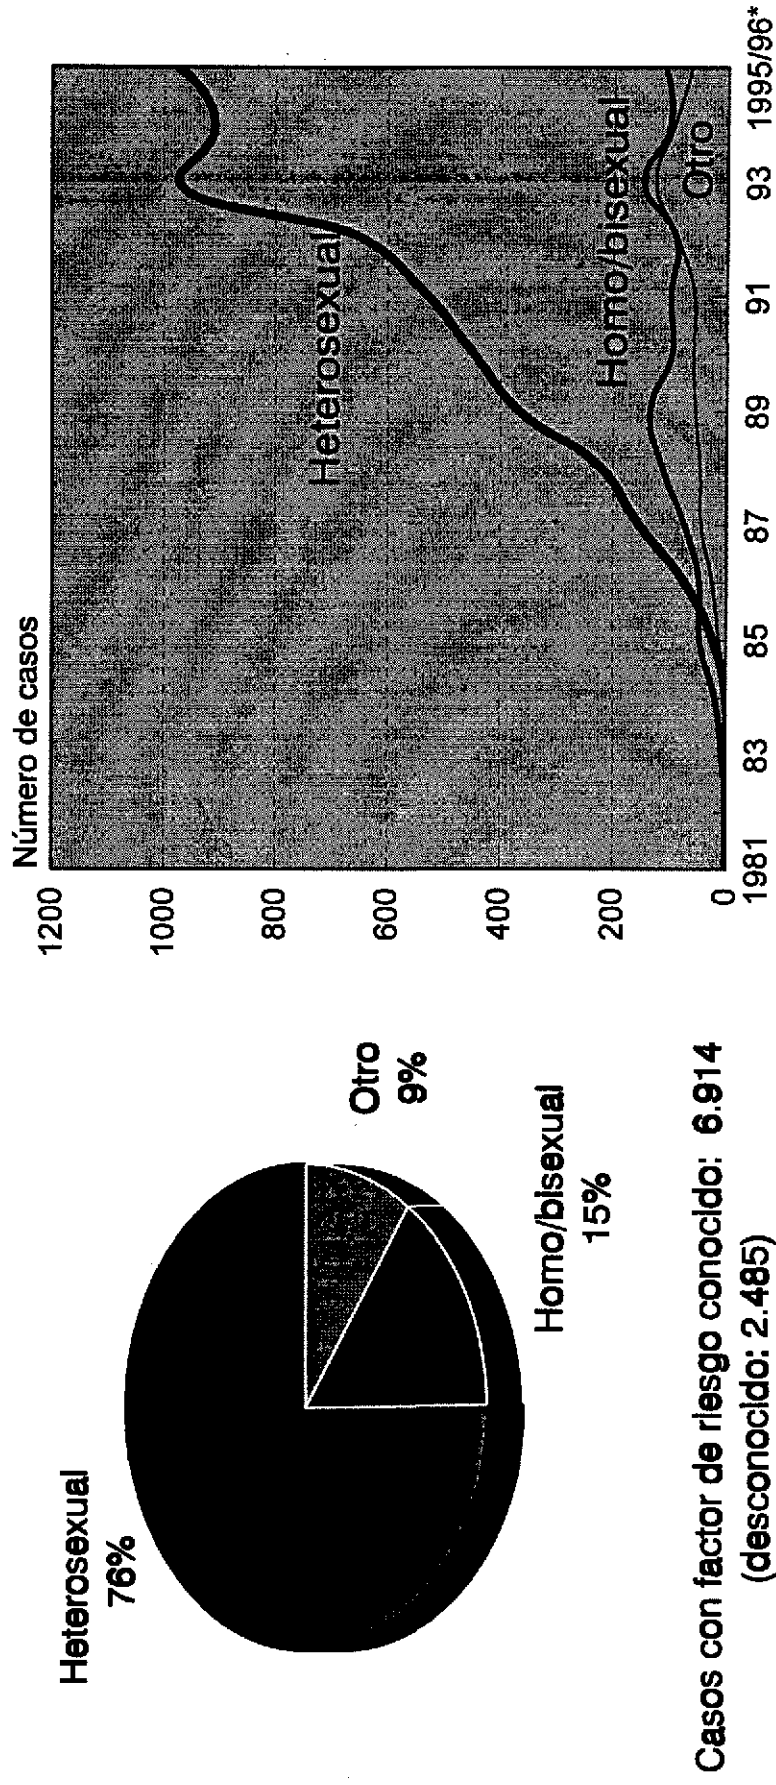 Heterosexual
76%
Otro
9%
Homo/bisexual
15%
Casos con factor de riesgo conocido: 6.914
(desconocido: 2.485)
Número de casos
1200
1000
800
600
400
200
0
Heterosexual
Homo/bisexual
Otro
1981 83 85 87 89 91 93 1995/96*